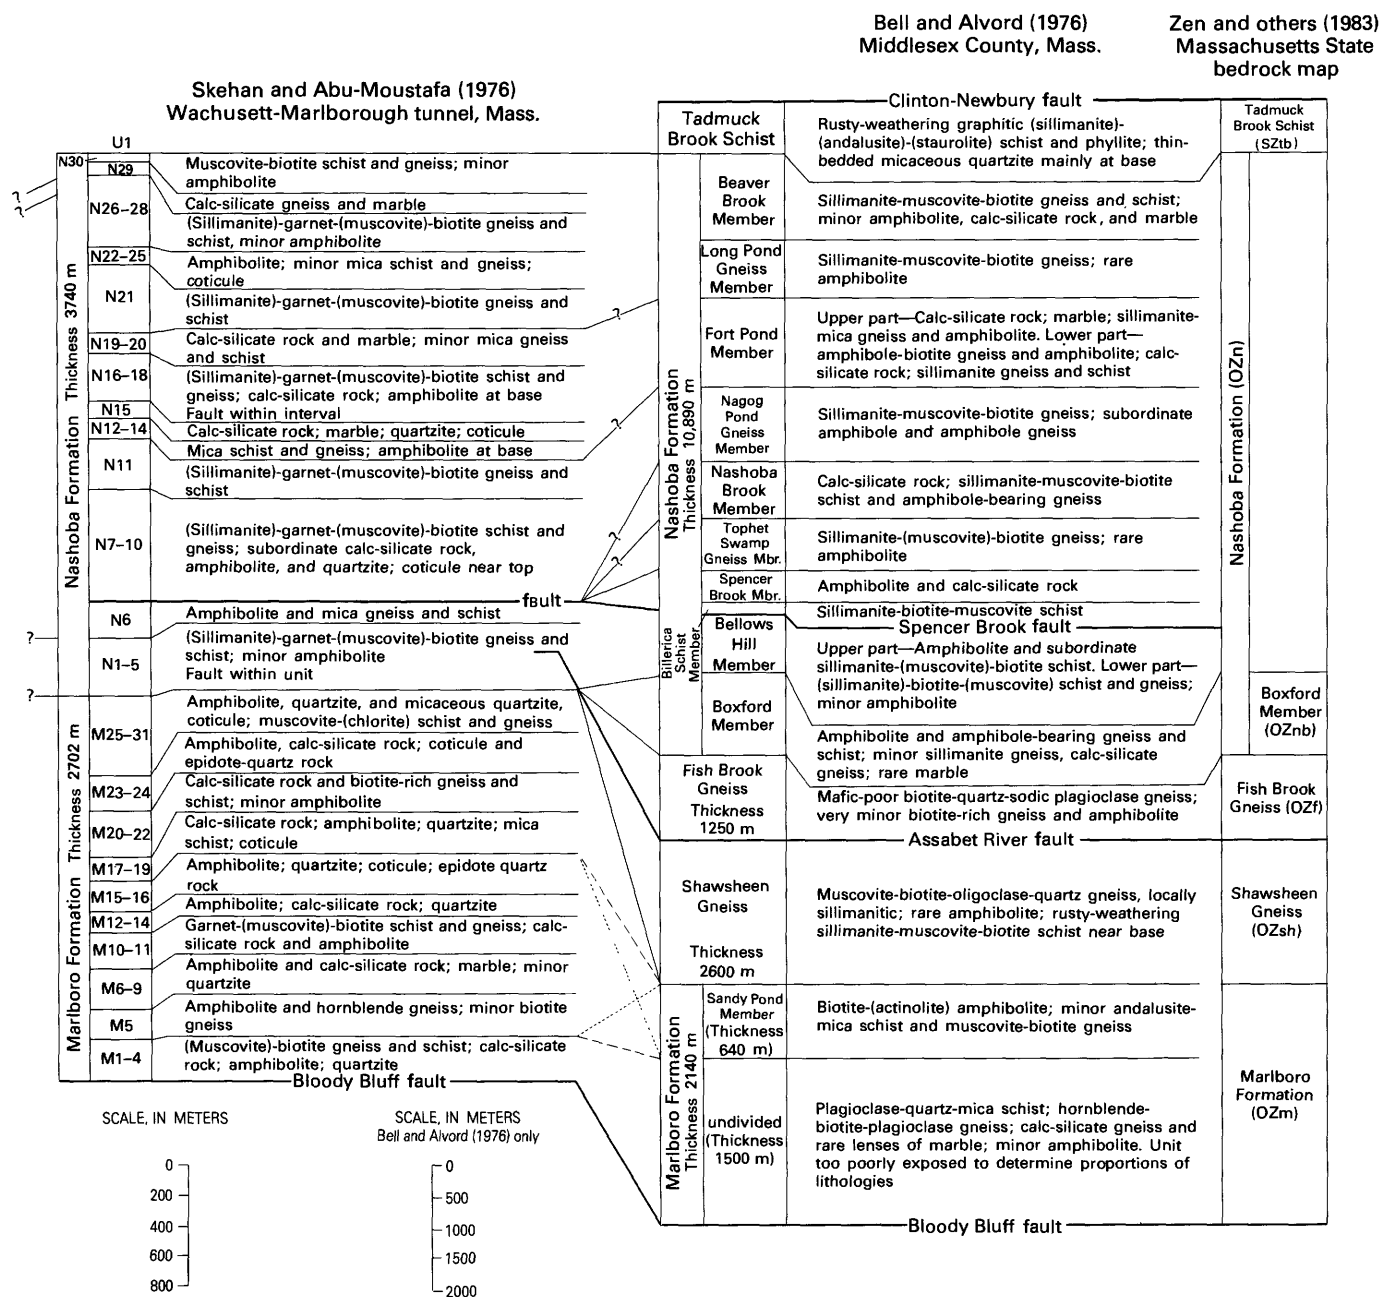 Bell and Alvord (1976)
Middlesex County, Mass.
Zen and others (1983)
Massachusetts State
bedrock map
Skehan and Abu-Moustafa (1976)
Wachusett-Marlborough tunnel, Mass.
U1
Nashoba Formation Thickness 3740 m
N30
N29
N26–28
N22–25
N21
N19–20
N16–18
N15
N12–14
N11
N7–10
N6
N1–5
?
?
?
?
Marlboro Formation Thickness 2702 m
M25–31
M23–24
M20–22
M17–19
M15–16
M12–14
M10–11
M6–9
M5
M1–4
Muscovite-biotite schist and gneiss; minor
amphibolite
Calc-silicate gneiss and marble
(Sillimanite)-garnet-(muscovite)-biotite gneiss and
schist, minor amphibolite
Amphibolite; minor mica schist and gneiss;
coticule
(Sillimanite)-garnet-(muscovite)-biotite gneiss and
schist
Calc-silicate rock and marble; minor mica gneiss
and schist
(Sillimanite)-garnet-(muscovite)-biotite schist and
gneiss; calc-silicate rock; amphibolite at base
Fault within interval
Calc-silicate rock; marble; quartzite; coticule
Mica schist and gneiss; amphibolite at base
(Sillimanite)-garnet-(muscovite)-biotite gneiss and
schist
(Sillimanite)-garnet-(muscovite)-biotite schist and
gneiss; subordinate calc-silicate rock,
amphibolite, and quartzite; coticule near top
fault
Amphibolite and mica gneiss and schist
(Sillimanite)-garnet-(muscovite)-biotite gneiss and
schist; minor amphibolite
Fault within unit
Amphibolite, quartzite, and micaceous quartzite,
coticule; muscovite-(chlorite) schist and gneiss
Amphibolite, calc-silicate rock; coticule and
epidote-quartz rock
Calc-silicate rock and biotite-rich gneiss and
schist; minor amphibolite
Calc-silicate rock; amphibolite; quartzite; mica
schist; coticule
Amphibolite; quartzite; coticule; epidote quartz
rock
Amphibolite; calc-silicate rock; quartzite
Garnet-(muscovite)-biotite schist and gneiss; calc-
silicate rock and amphibolite
Amphibolite and calc-silicate rock; marble; minor
quartzite
Amphibolite and hornblende gneiss; minor biotite
gneiss
(Muscovite)-biotite gneiss and schist; calc-silicate
rock; amphibolite; quartzite
Bloody Bluff fault
?
?
?
?
Tadmuck
Brook Schist
Nashoba Formation
Thickness 10,890 m
Beaver
Brook
Member
Long Pond
Gneiss
Member
Fort Pond
Member
Nagog
Pond
Gneiss
Member
Nashoba
Brook
Member
Tophet
Swamp
Gneiss Mbr.
Spencer
Brook Mbr.
Billerica
Schist
Member
Bellows
Hill
Member
Boxford
Member
Fish Brook
Gneiss
Thickness
1250 m
Shawsheen
Gneiss
Thickness
2600 m
Marlboro Formation
Thickness 2140 m
Sandy Pond
Member
(Thickness
640 m)
undivided
(Thickness
1500 m)
Clinton-Newbury fault
Rusty-weathering graphitic (sillimanite)-
(andalusite)-(staurolite) schist and phyllite; thin-
bedded micaceous quartzite mainly at base
Sillimanite-muscovite-biotite gneiss and schist;
minor amphibolite, calc-silicate rock, and marble
Sillimanite-muscovite-biotite gneiss; rare
amphibolite
Upper part—Calc-silicate rock; marble; sillimanite-
mica gneiss and amphibolite. Lower part—
amphibole-biotite gneiss and amphibolite; calc-
silicate rock; sillimanite gneiss and schist
Sillimanite-muscovite-biotite gneiss; subordinate
amphibole and amphibole gneiss
Calc-silicate rock; sillimanite-muscovite-biotite
schist and amphibole-bearing gneiss
Sillimanite-(muscovite)-biotite gneiss; rare
amphibolite
Amphibolite and calc-silicate rock
Sillimanite-biotite-muscovite schist
Spencer Brook fault
Upper part—Amphibolite and subordinate
sillimanite-(muscovite)-biotite schist. Lower part—
(sillimanite)-biotite-(muscovite) schist and gneiss;
minor amphibolite
Amphibolite and amphibole-bearing gneiss and
schist; minor sillimanite gneiss, calc-silicate
gneiss; rare marble
Mafic-poor biotite-quartz-sodic plagioclase gneiss;
very minor biotite-rich gneiss and amphibolite
Assabet River fault
Muscovite-biotite-oligoclase-quartz gneiss, locally
sillimanitic; rare amphibolite; rusty-weathering
sillimanite-muscovite-biotite schist near base
Biotite-(actinolite) amphibolite; minor andalusite-
mica schist and muscovite-biotite gneiss
Plagioclase-quartz-mica schist; hornblende-
biotite-plagioclase gneiss; calc-silicate gneiss and
rare lenses of marble; minor amphibolite. Unit
too poorly exposed to determine proportions of
lithologies
Bloody Bluff fault
Tadmuck
Brook Schist
(SZtb)
Nashoba Formation (OZn)
Boxford
Member
(OZnb)
Fish Brook
Gneiss (OZf)
Shawsheen
Gneiss
(OZsh)
Marlboro
Formation
(OZm)
SCALE, IN METERS
0
200
400
600
800
SCALE, IN METERS
Bell and Alvord (1976) only
0
500
1000
1500
2000